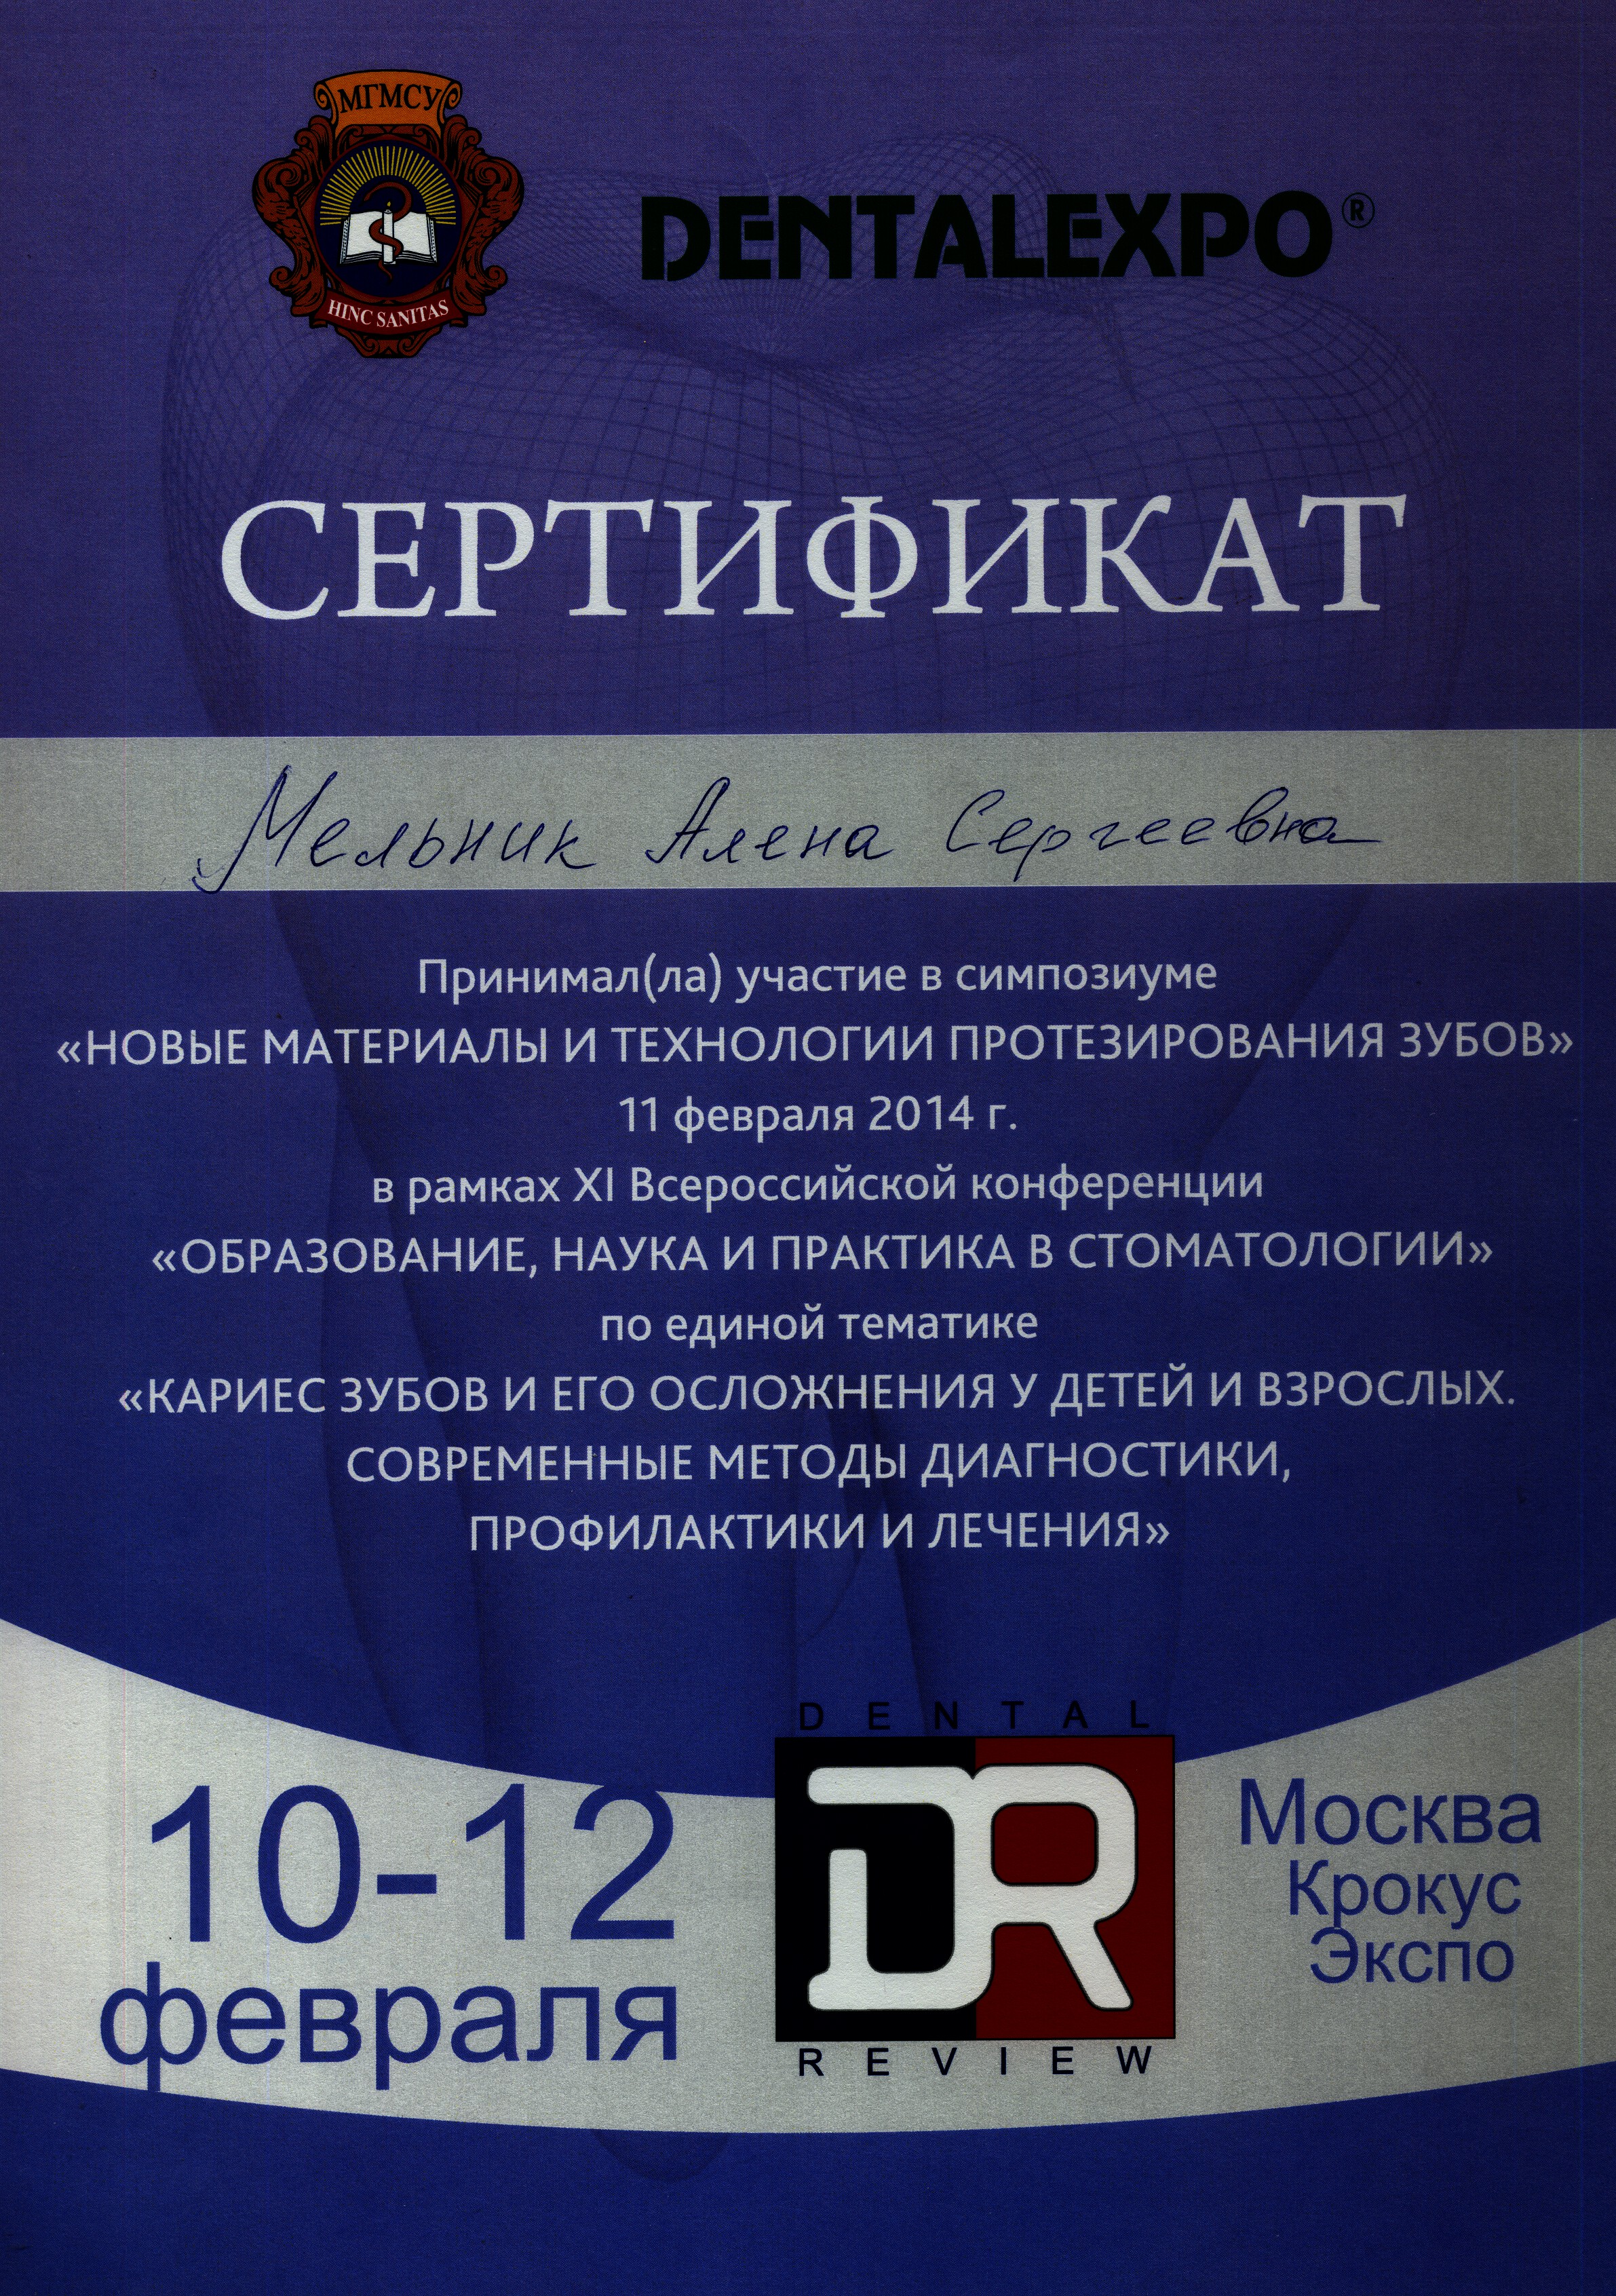 МГМСУ
HINC SANITAS
DENTALEXPO®
СЕРТИФИКАТ
Мельник Алена Сергеевна
Принимал(ла) участие в симпозиуме
«НОВЫЕ МАТЕРИАЛЫ И ТЕХНОЛОГИИ ПРОТЕЗИРОВАНИЯ ЗУБОВ»
11 февраля 2014 г.
в рамках XI Всероссийской конференции
«ОБРАЗОВАНИЕ, НАУКА И ПРАКТИКА В СТОМАТОЛОГИИ»
по единой тематике
«КАРИЕС ЗУБОВ И ЕГО ОСЛОЖНЕНИЯ У ДЕТЕЙ И ВЗРОСЛЫХ.
СОВРЕМЕННЫЕ МЕТОДЫ ДИАГНОСТИКИ,
ПРОФИЛАКТИКИ И ЛЕЧЕНИЯ»
10-12
февраля
DENTAL
DR
REVIEW
Москва
Крокус
Экспо